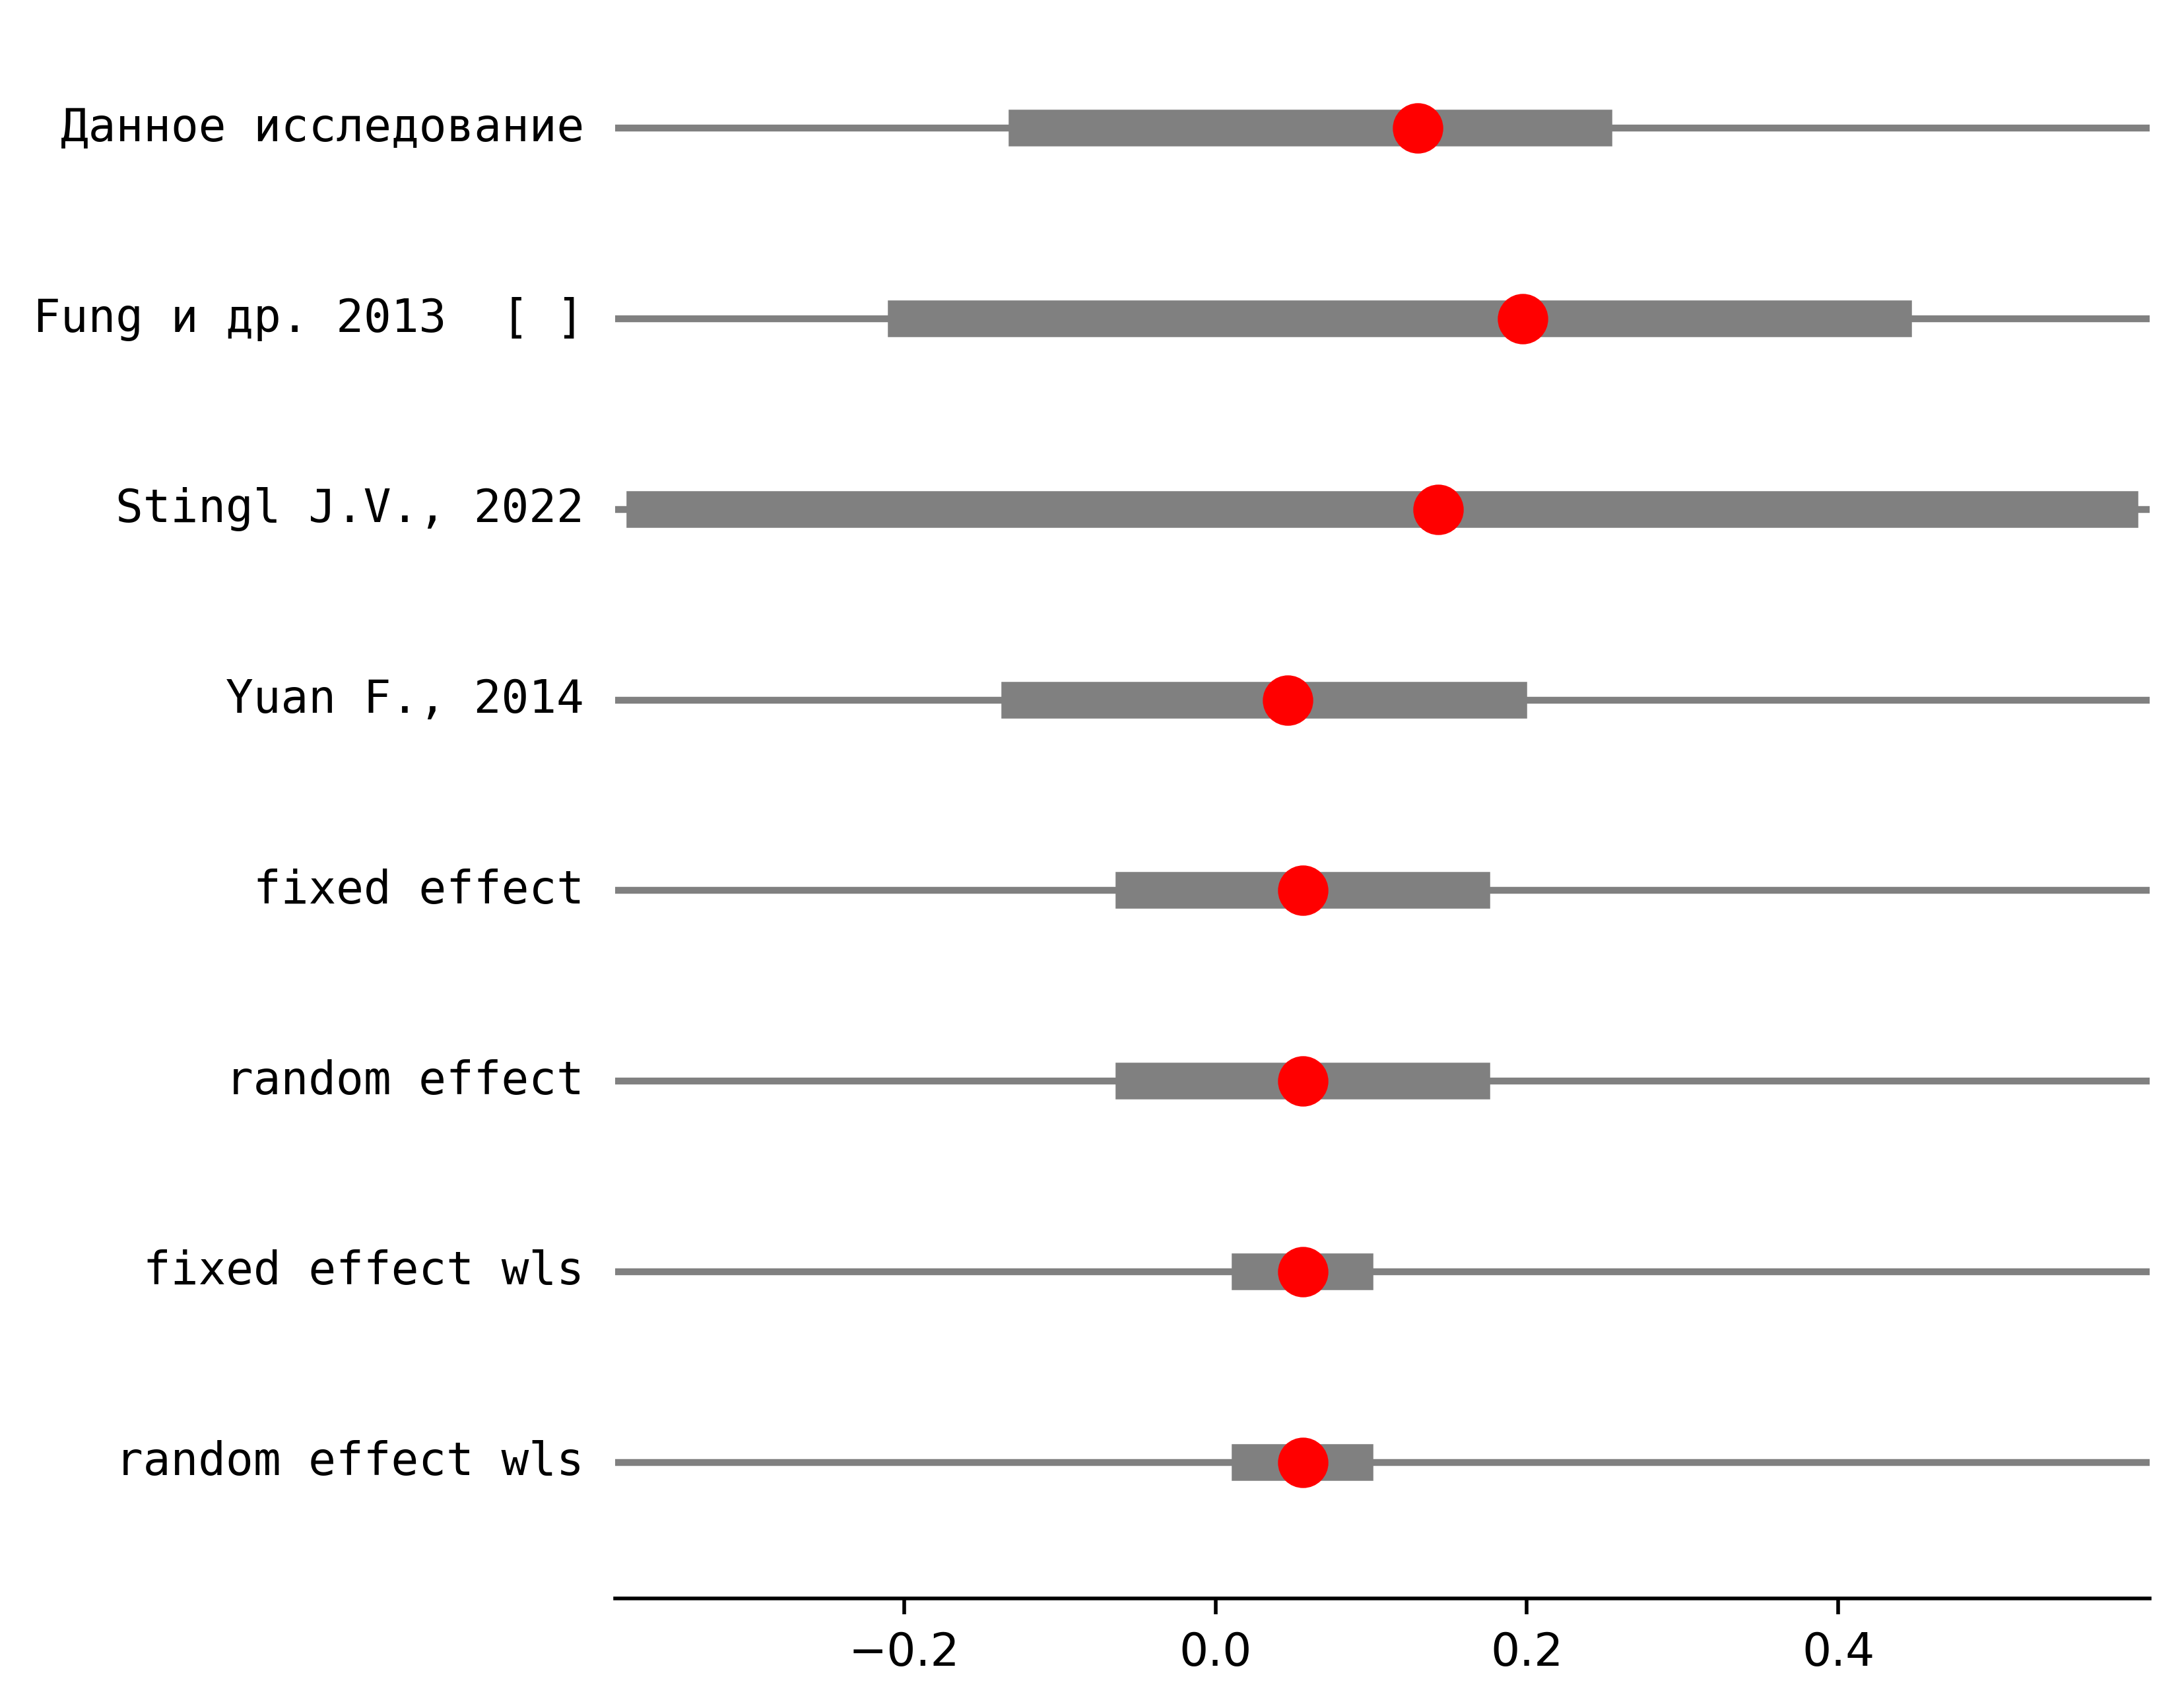 Данное исследование
Fung и др. 2013  [ ]
Stingl J.V., 2022
Yuan F., 2014
fixed effect
random effect
fixed effect wls
random effect wls
−0.2 0.0 0.2 0.4